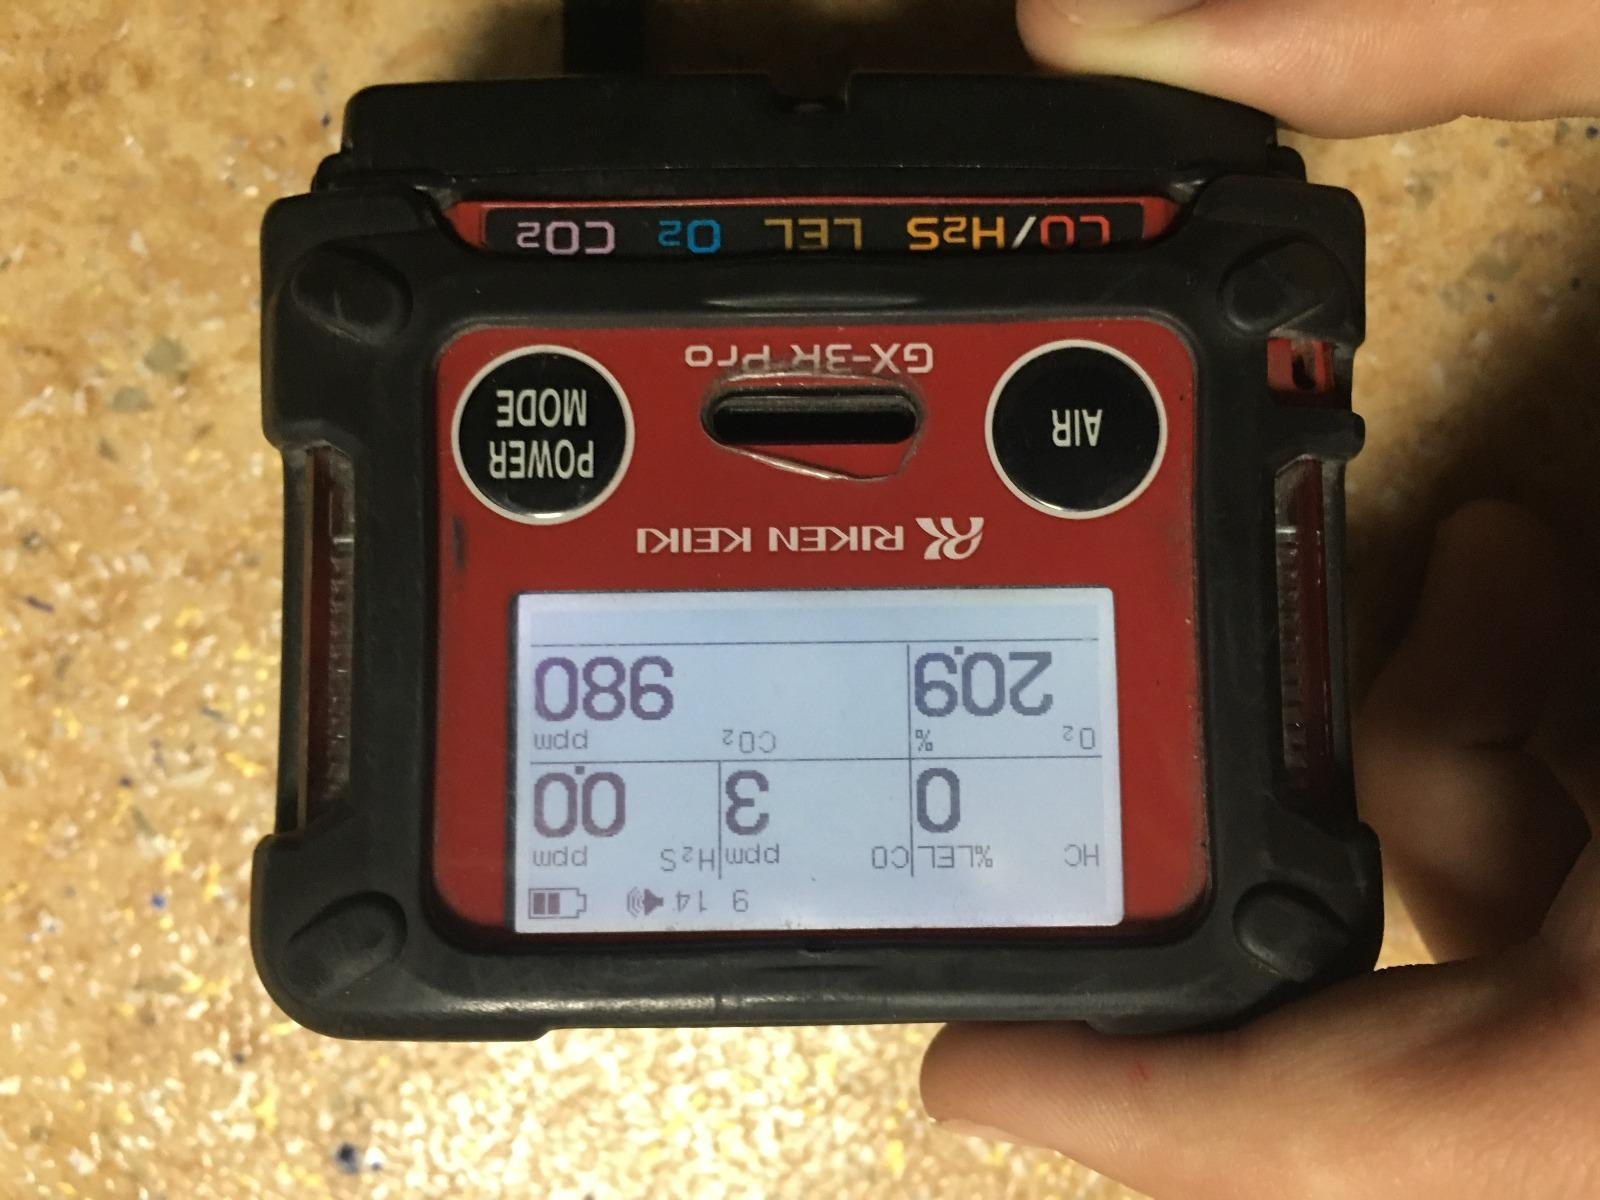 9 14
HC %LEL CO ppm H2S ppm
0 3 0.0
O2 % CO2 ppm
20.9 980
RIKEN KEIKI
AIR
POWER
MODE
GX-3R Pro
CO/H2S LEL O2 CO2